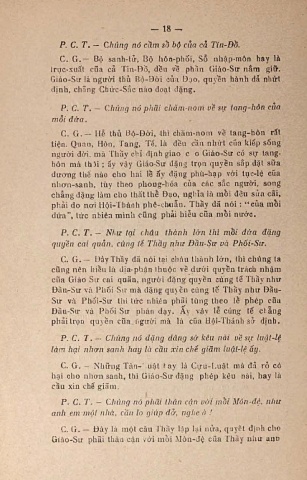 — 18 —
P. C. T. — Chúng nó cầm sổ bộ của cả Tín-Đồ.
C. G. — Bộ sanh-tử, Bộ hôn-phối, Sổ nhập-môn hay là
trục-xuất của cả Tín-Đồ, đều về phần Giáo-Sư nắm giữ.
Giáo-Sư là người thủ Bộ-Đời của Đạo, quyền hành đã nhứt
định, chẳng Chức-Sắc nào đoạt đặng.
P. C. T. — Chúng nó phải chăm-nom về sự tang-hôn của
mỗi đứa.
C. G. — Hễ thủ Bộ-Đời, thì chăm-nom về tang-hôn rất
tiện. Quan, Hôn, Tang, Tế, là đều cần nhứt của kiếp sống
người đời, mà Thầy chỉ định giao cho Giáo-Sư có sự tang-
hôn mà thôi; ấy vậy Giáo-Sư đặng trọn quyền sắp đặt sửa
đương thế nào cho hai lễ ấy đặng phù-hạp với tục-lệ của
nhơn-sanh, tùy theo phong-hóa của các sắc người, song
chẳng đặng làm cho thất thể Đạo, nghĩa là mỗi đều sửa cải,
phải do nơi Hội-Thánh phê-chuẩn. Thầy đã nói: "của mỗi
đứa", tức nhiên mình cũng phải hiểu của mỗi nước.
P. C. T. — Như tại châu thành lớn thì mỗi đứa đặng
quyền cai quản, cúng tế Thầy như Đầu-Sư và Phối-Sư.
C. G. — Đây Thầy đã nói tại châu thành lớn, thì chúng ta
cũng nên hiểu là địa-phận thuộc về dưới quyền trách nhậm
của Giáo Sư cai quản, người đặng quyền cúng tế Thầy như
Đầu-Sư và Phối Sư mà đặng quyền cúng tế Thầy như Đầu-
Sư và Phối-Sư thì tức nhiên phải tùng theo lễ phép của
Đầu-Sư và Phối-Sư phân dạy. Ấy vậy lễ cúng tế chẳng
phải trọn quyền của người mà là của Hội-Thánh sở định.
P. C. T. — Chúng nó đặng dâng sớ kêu nài về sự luật-lệ
làm hại nhơn sanh hay là cầu xin chế giảm luật-lệ ấy.
C. G. — Những Tân-Luật hay là Cựu-Luật mà đã rõ có
hại cho nhơn sanh, thì Giáo-Sư đặng phép kêu nài, hay là
cầu xin chế giảm.
P. C. T. — Chúng nó phải thân cận với mỗi Môn-đệ, như
anh em một nhà, cần lo giúp đỡ, nghe à!
C. G. — Đây là một câu Thầy lập lại nữa, quyết định cho
Giáo-Sư phải thân cận với mỗi Môn-đệ của Thầy như anh